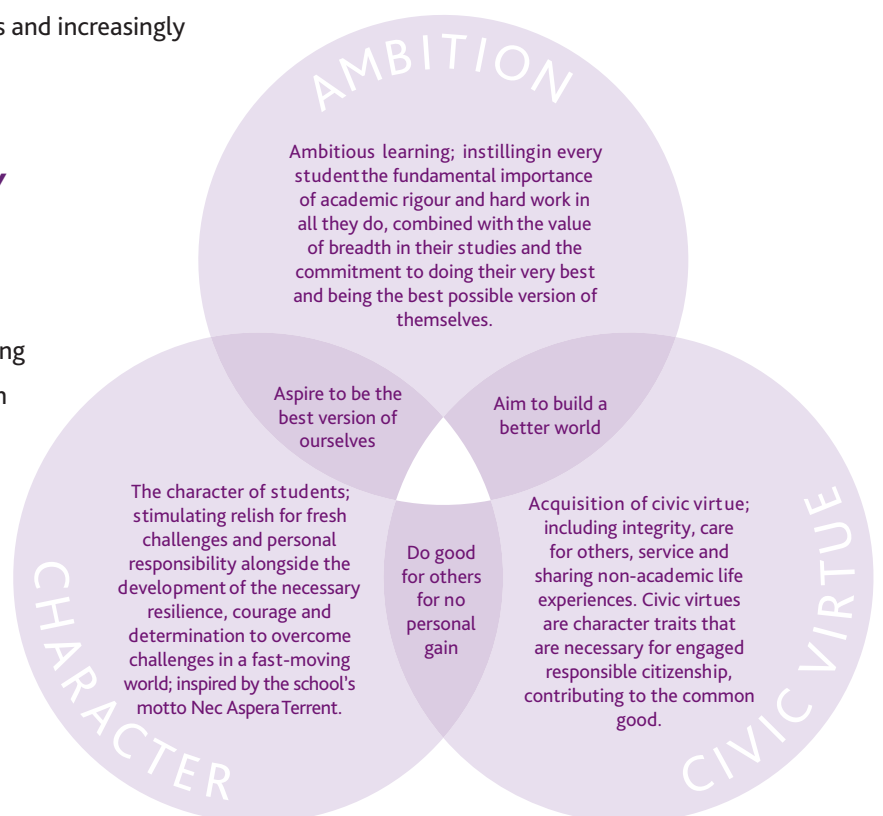 s and increasingly
ng
AMBITION
Ambitious learning; instillingin every
student the fundamental importance
of academic rigour and hard work in
all they do, combined with the value
of breadth in their studies and the
commitment to doing their very best
and being the best possible version of
themselves.
Aspire to be the
best version of
ourselves
Aim to build a
better world
The character of students;
stimulating relish for fresh
challenges and personal
responsibility alongside the
development of the necessary
resilience, courage and
determination to overcome
challenges in a fast-moving
world; inspired by the school's
motto Nec Aspera Terrent.
CHARACTER
Do good
for others
for no
personal
gain
Acquisition of civic virtue;
including integrity, care
for others, service and
sharing non-academic life
experiences. Civic virtues
are character traits that
are necessary for engaged
responsible citizenship,
contributing to the common
good.
CIVIC VIRTUE